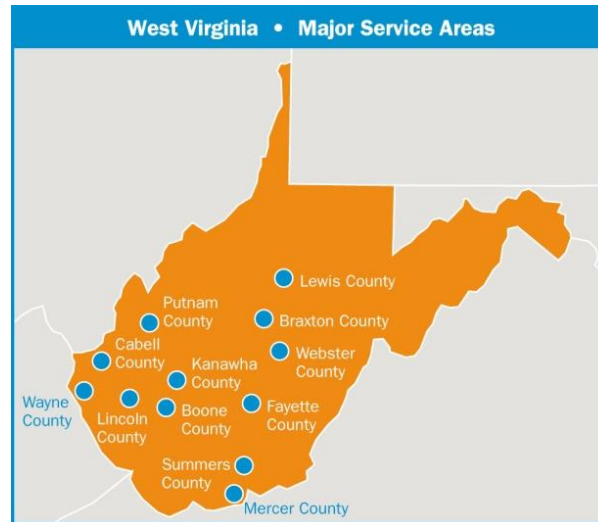 West Virginia • Major Service Areas
Lewis County
Putnam
County
Braxton County
Cabell
County
Webster
County
Kanawha
County
Wayne
County
Lincoln
County
Boone
County
Fayette
County
Summers
County
Mercer County